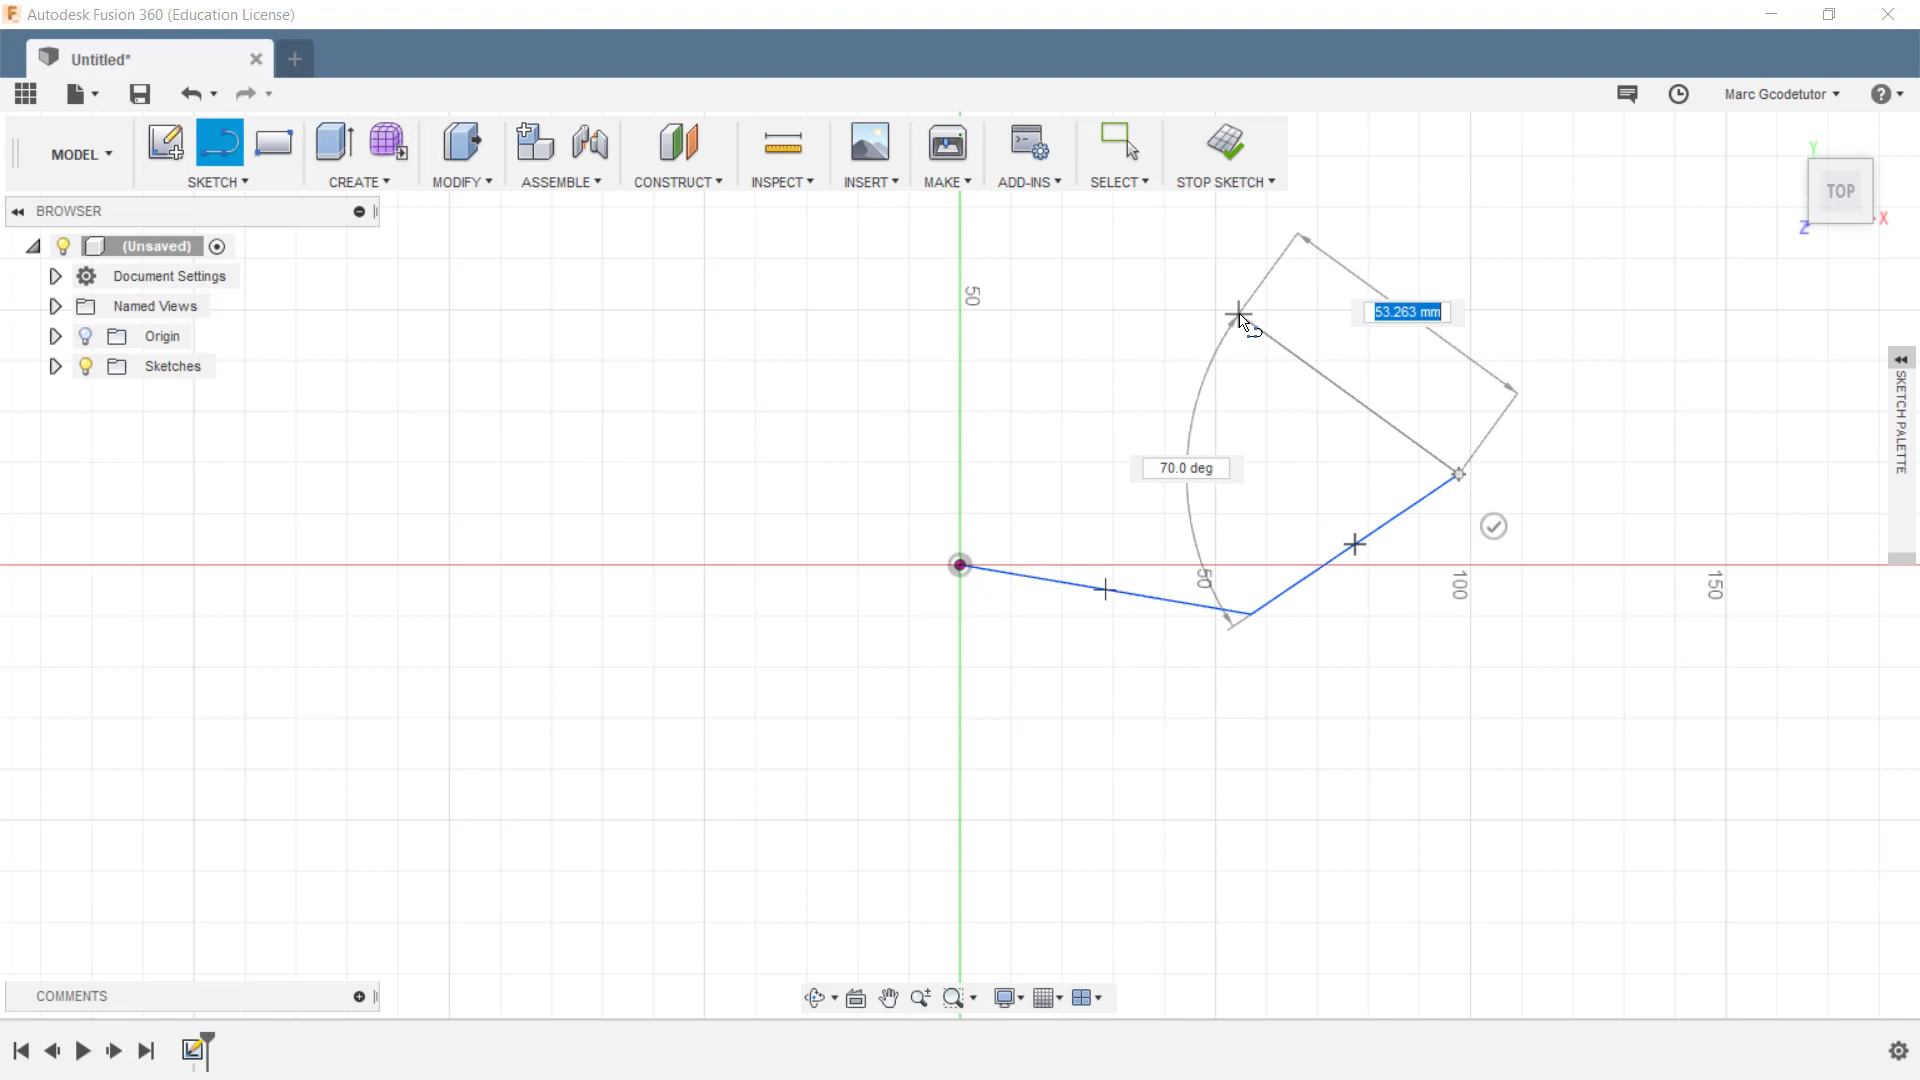 Autodesk Fusion 360 (Education License)
Untitled*
Marc Gcodetutor
MODEL
SKETCH
CREATE
MODIFY
ASSEMBLE
CONSTRUCT
INSPECT
INSERT
MAKE
ADD-INS
SELECT
STOP SKETCH
BROWSER
(Unsaved)
Document Settings
Named Views
Origin
Sketches
Y
TOP
X
Z
50
53.263 mm
70.0 deg
50
100
150
SKETCH PALETTE
COMMENTS